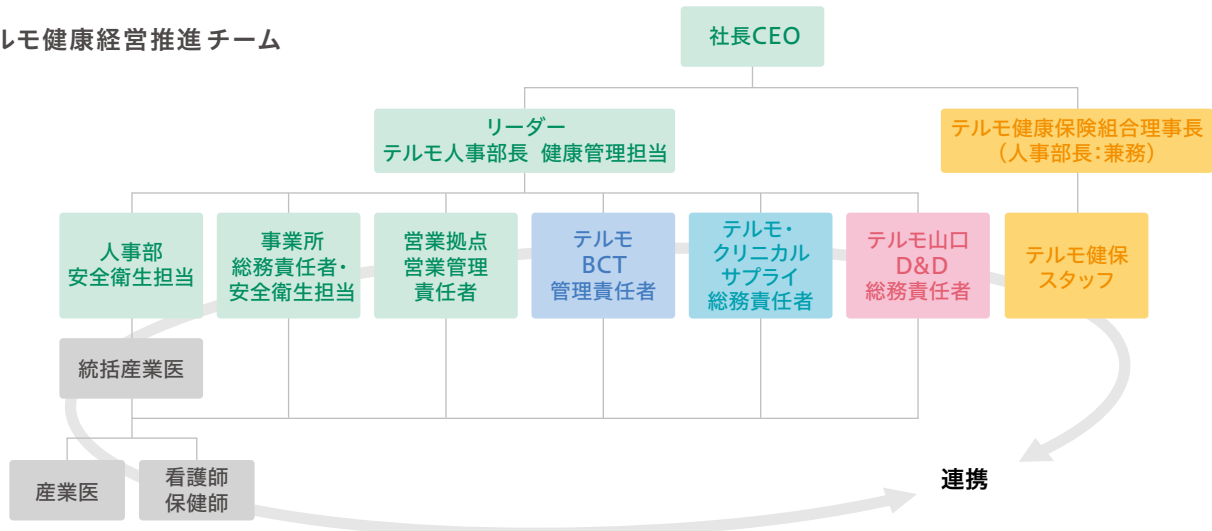 ルモ健康経営推進チーム
社長CEO
リーダー
テルモ人事部長 健康管理担当
テルモ健康保険組合理事長
(人事部長:兼務)
人事部
安全衛生担当
事業所
総務責任者・
安全衛生担当
営業拠点
営業管理
責任者
テルモ
BCT
管理責任者
テルモ・
クリニカル
サプライ
総務責任者
テルモ山口
D&D
総務責任者
テルモ健保
スタッフ
統括産業医
産業医
看護師
保健師
連携